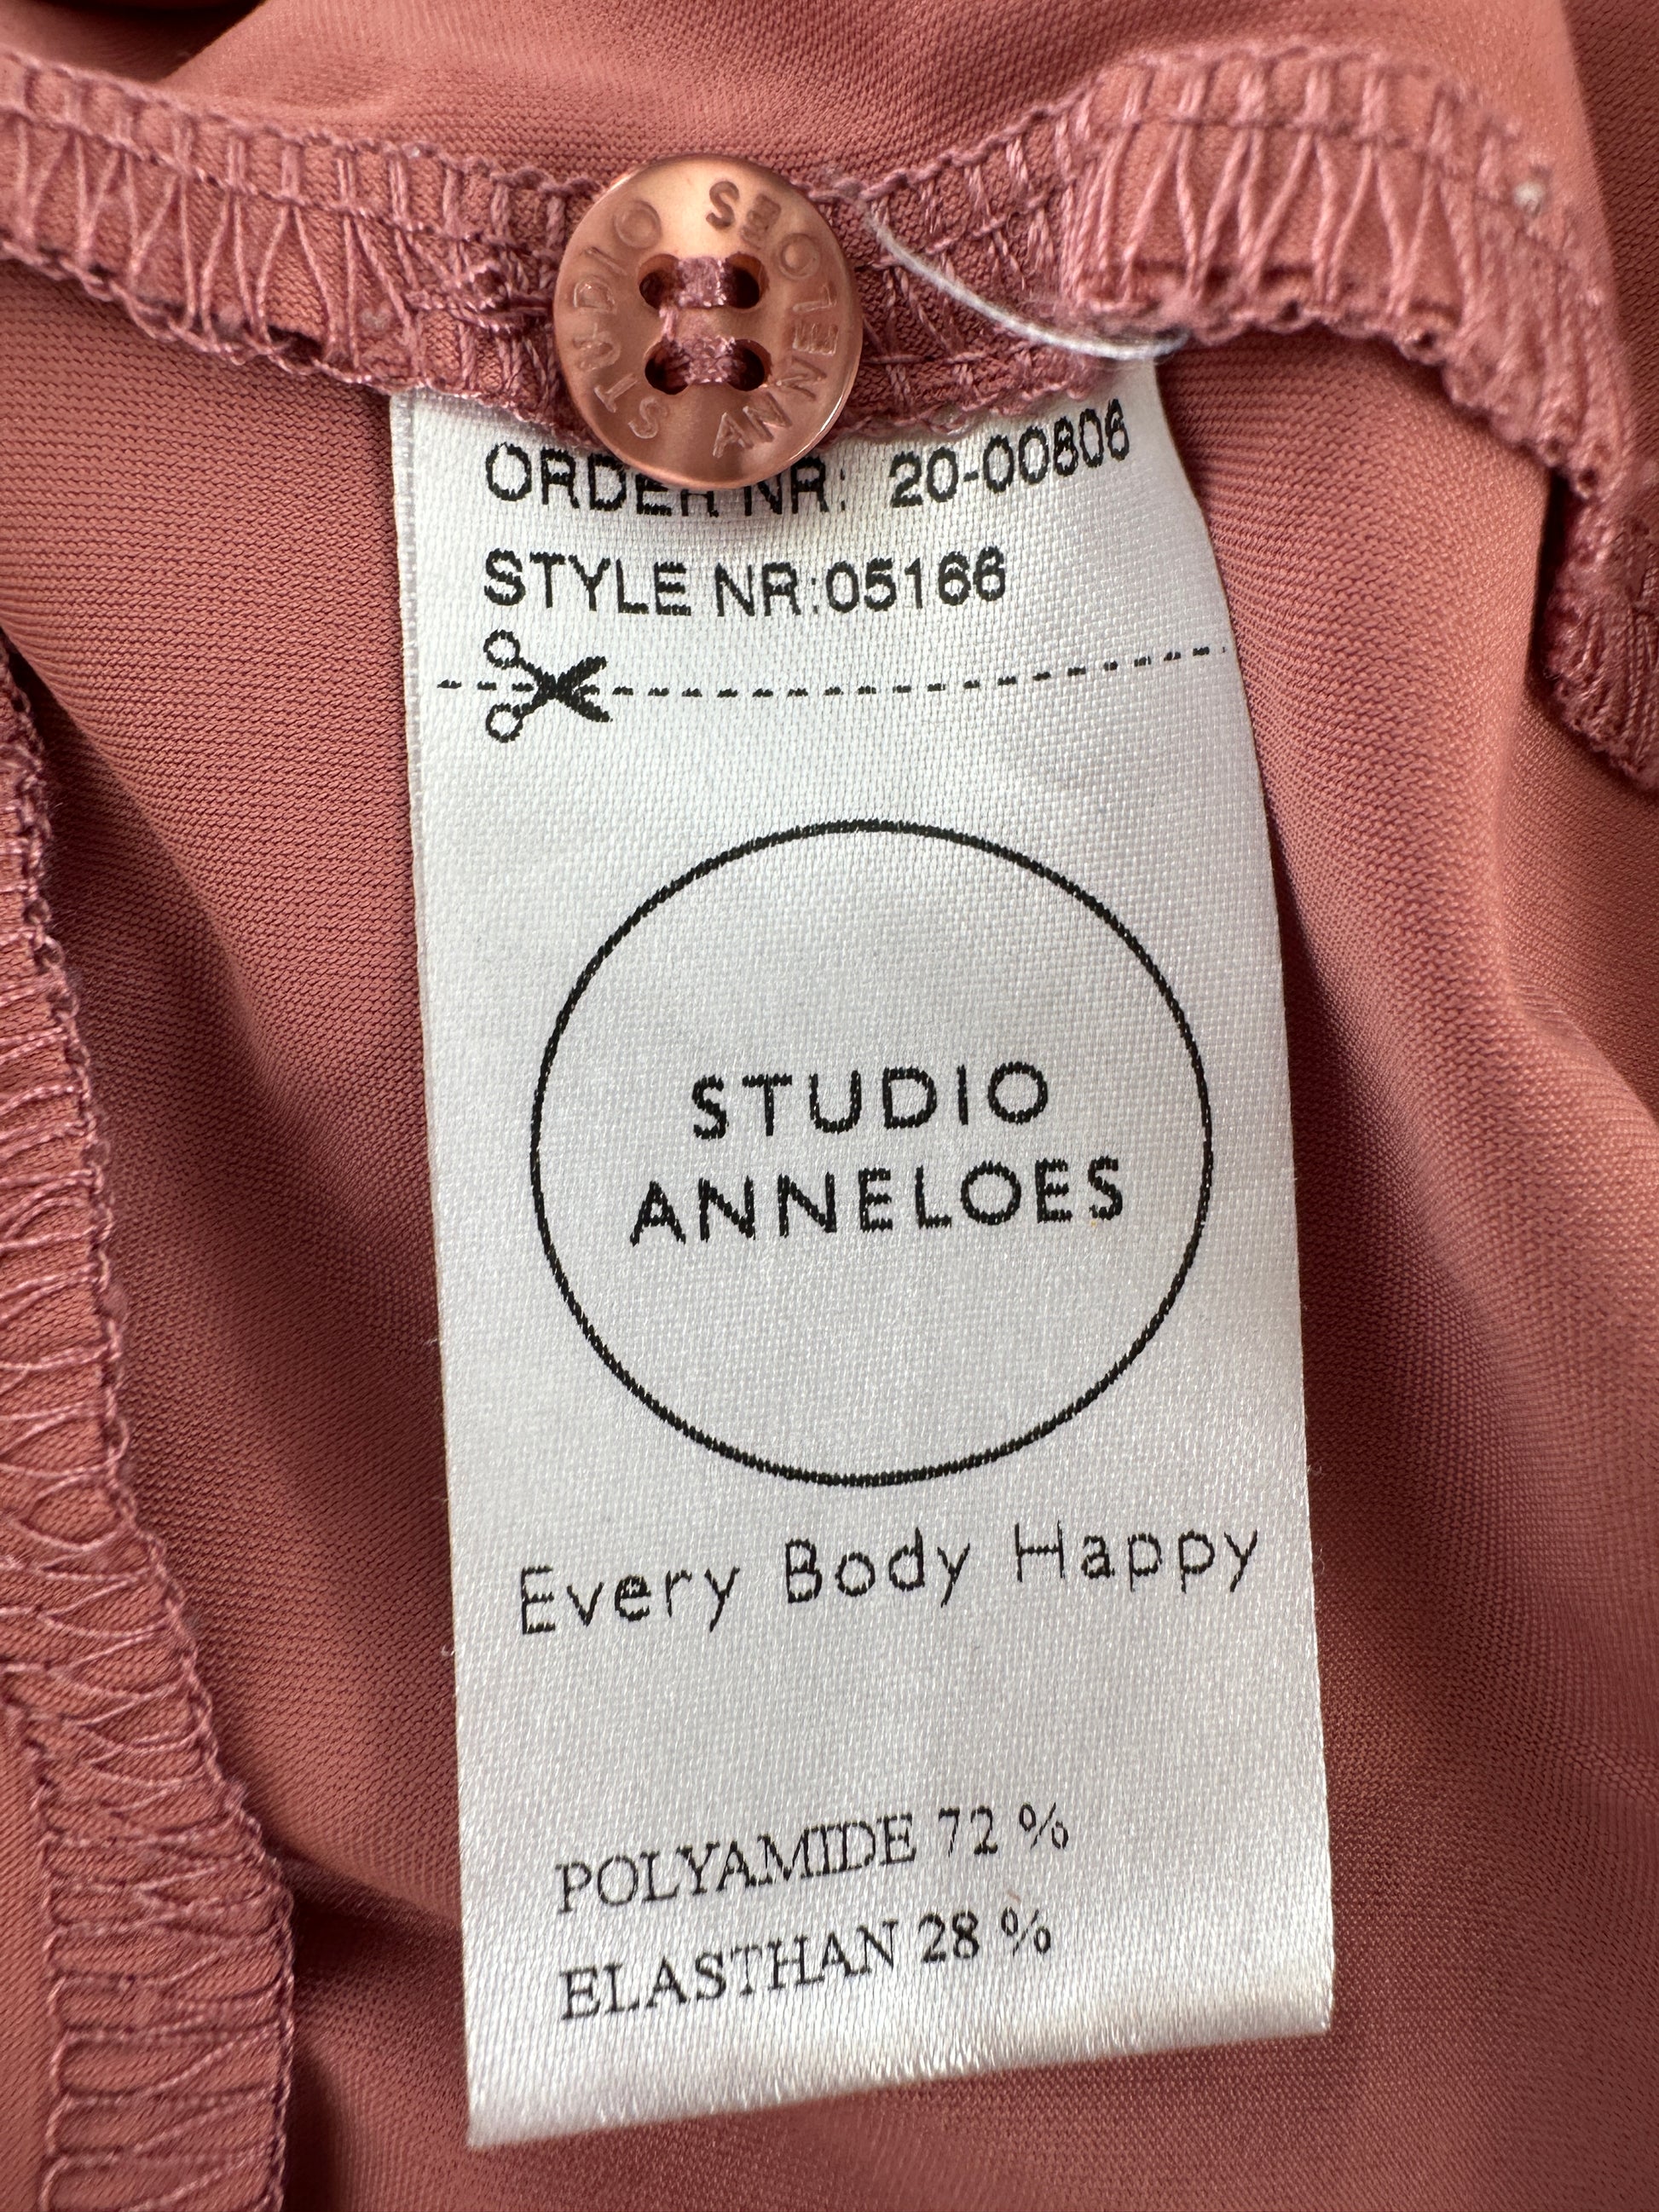 STUDIO ANNELOES
ORDER NR: 20-00806
STYLE NR:05166
STUDIO
ANNELOES
Every Body Happy
POLYAMIDE 72 %
ELASTHAN 28 %